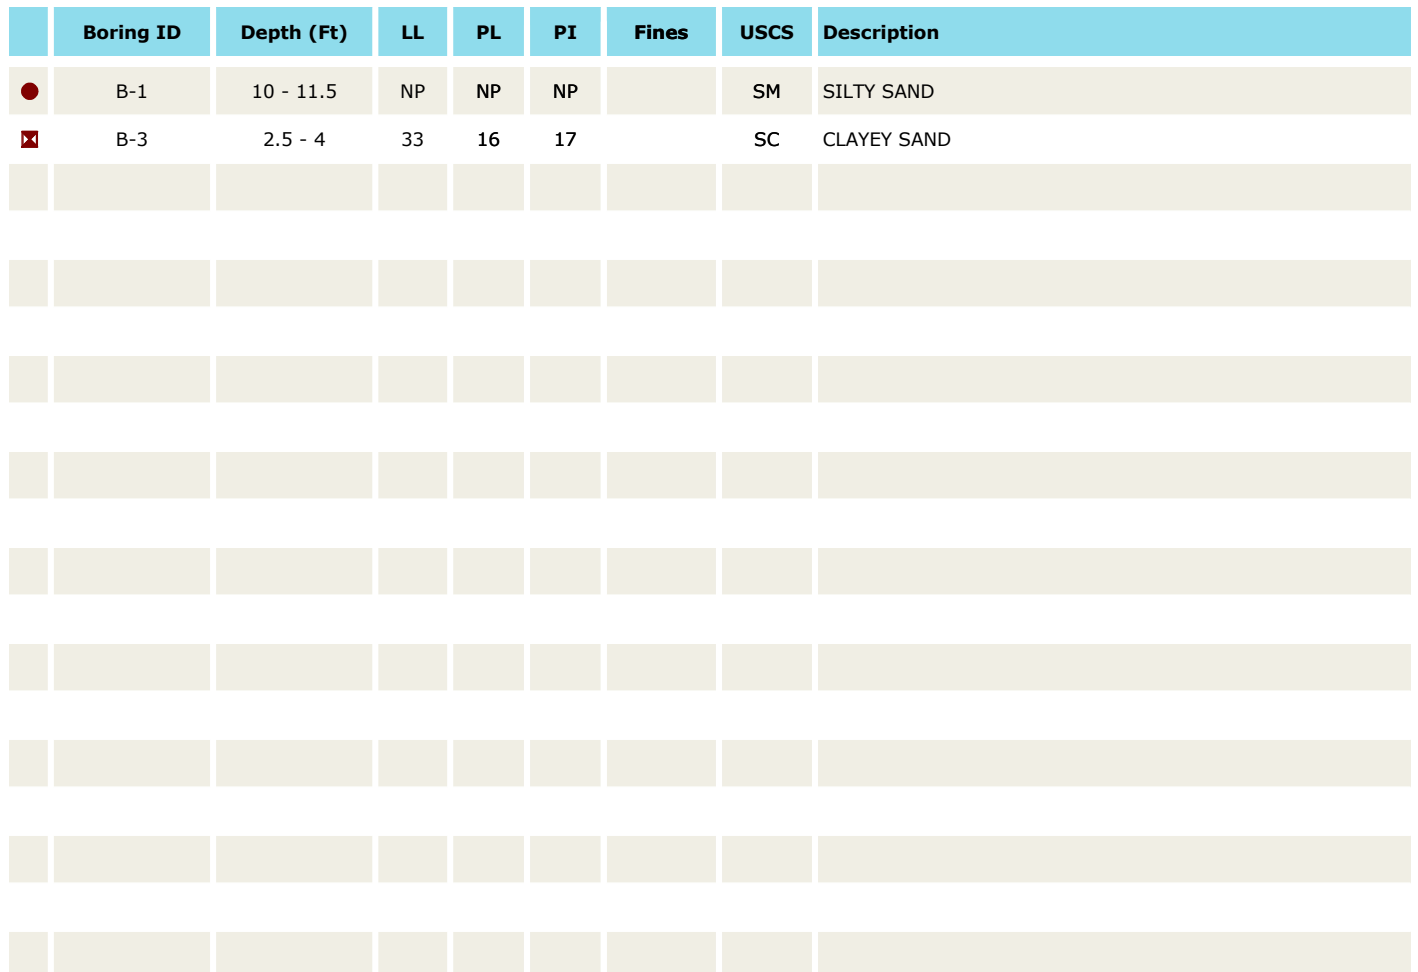 Boring ID Depth (Ft) LL PL PI Fines USCS Description
B-1 10 - 11.5 NP NP NP SM SILTY SAND
B-3 2.5 - 4 33 16 17 SC CLAYEY SAND